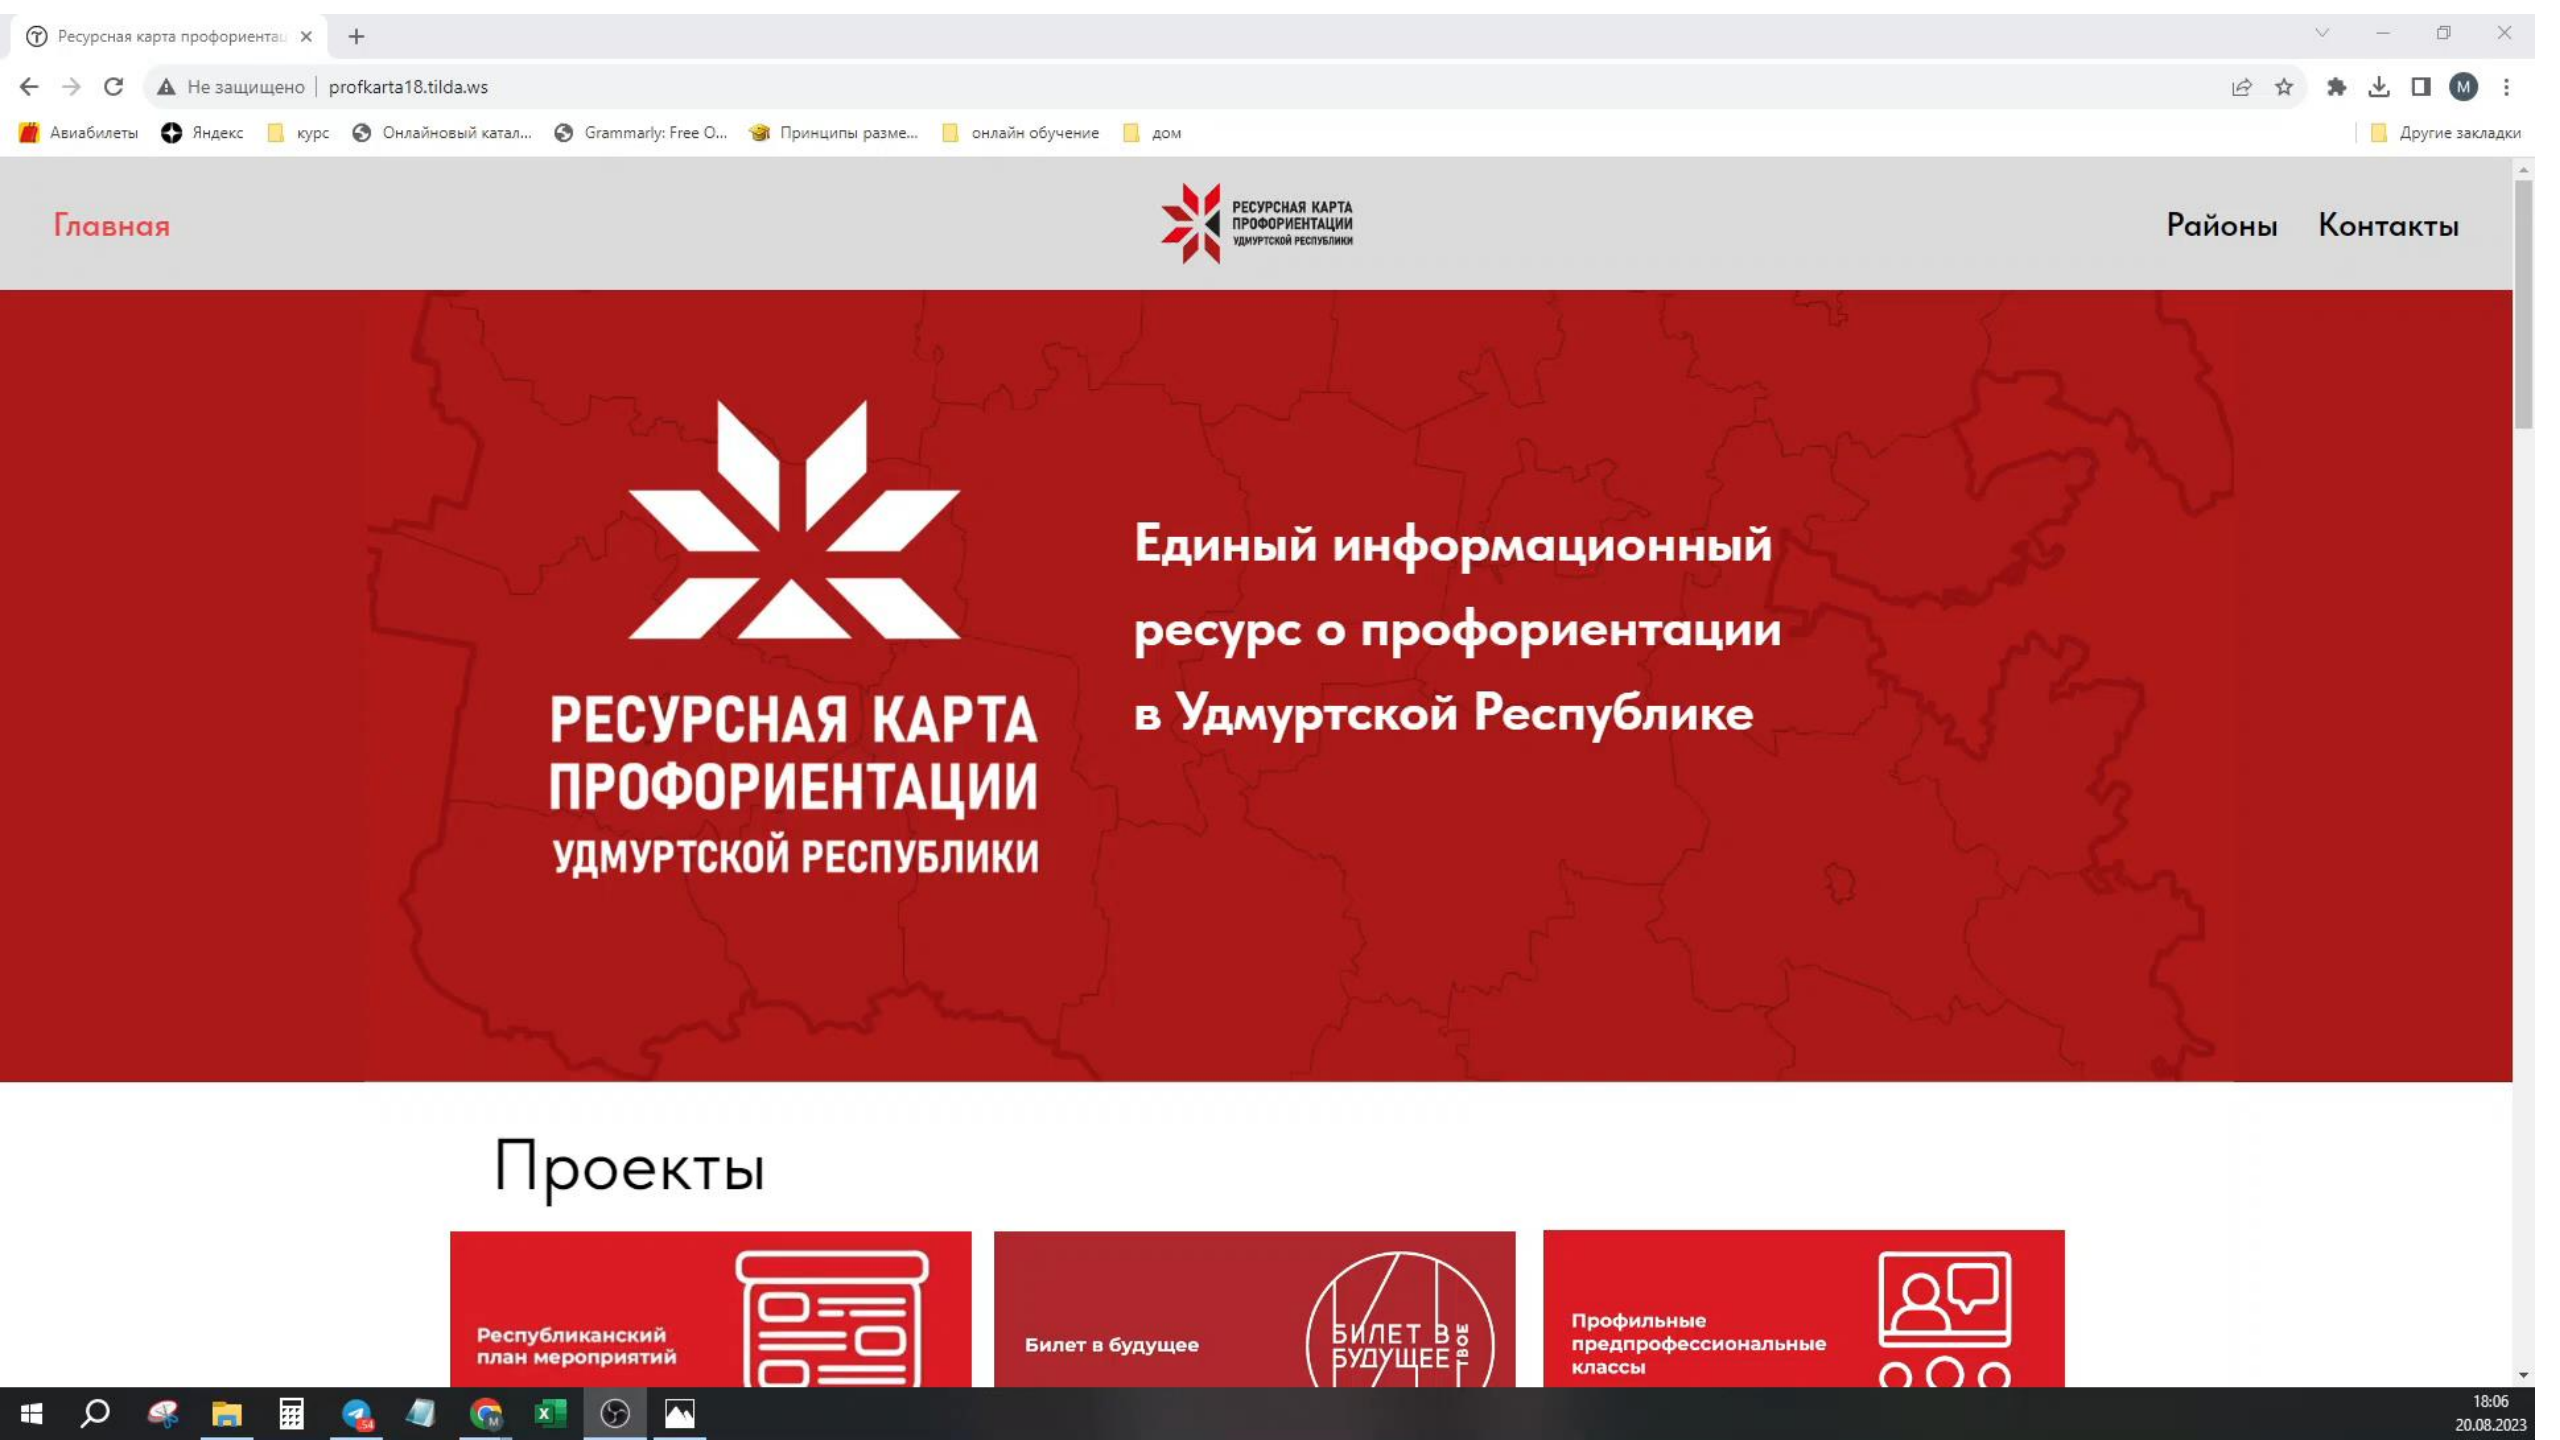 Ресурсная карта профориентац
Не защищено
profkarta18.tilda.ws
М
Авиабилеты
Яндекс
курс
Онлайновый катал...
Grammarly: Free O...
Принципы разме...
онлайн обучение
дом
Другие закладки
Главная
РЕСУРСНАЯ КАРТА
ПРОФОРИЕНТАЦИИ
УДМУРТСКОЙ РЕСПУБЛИКИ
Районы
Контакты
РЕСУРСНАЯ КАРТА
ПРОФОРИЕНТАЦИИ
УДМУРТСКОЙ РЕСПУБЛИКИ
Единый информационный
ресурс о профориентации
в Удмуртской Республике
Проекты
Республиканский
план мероприятий
Билет в будущее
БИЛЕТ В
БУДУЩЕЕ
ТВОЕ
Профильные
предпрофессиональные
классы
54
М
18:06
20.08.2023